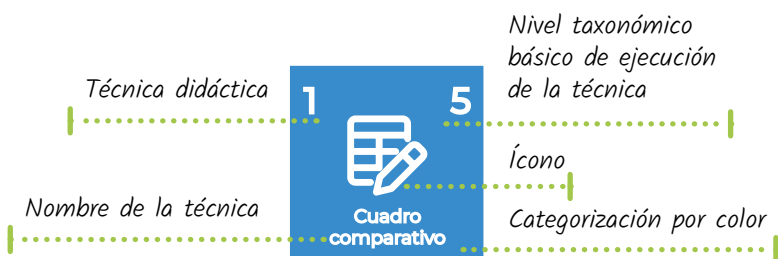 Técnica didáctica
Nombre de la técnica
1
5
Cuadro
comparativo
Nivel taxonómico
básico de ejecución
de la técnica
Ícono
Categorización por color